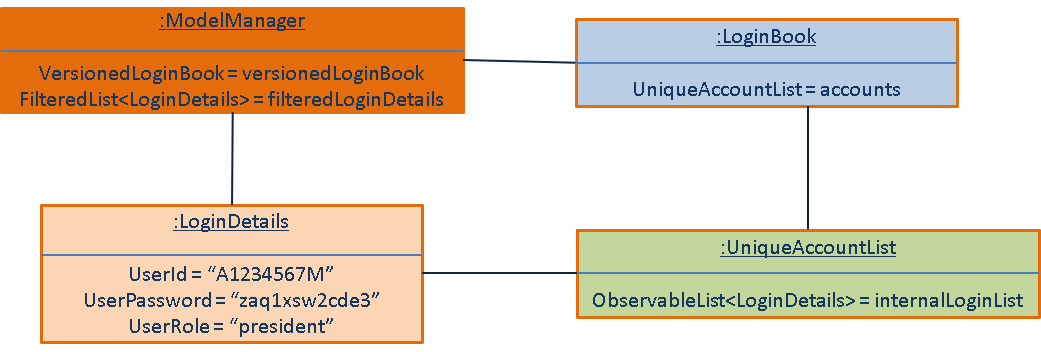 :ModelManager
VersionedLoginBook = versionedLoginBook
FilteredList<LoginDetails> = filteredLoginDetails
:LoginBook
UniqueAccountList = accounts
:LoginDetails
UserId = “A1234567M”
UserPassword = “zaq1xsw2cde3”
UserRole = “president”
:UniqueAccountList
ObservableList<LoginDetails> = internalLoginList